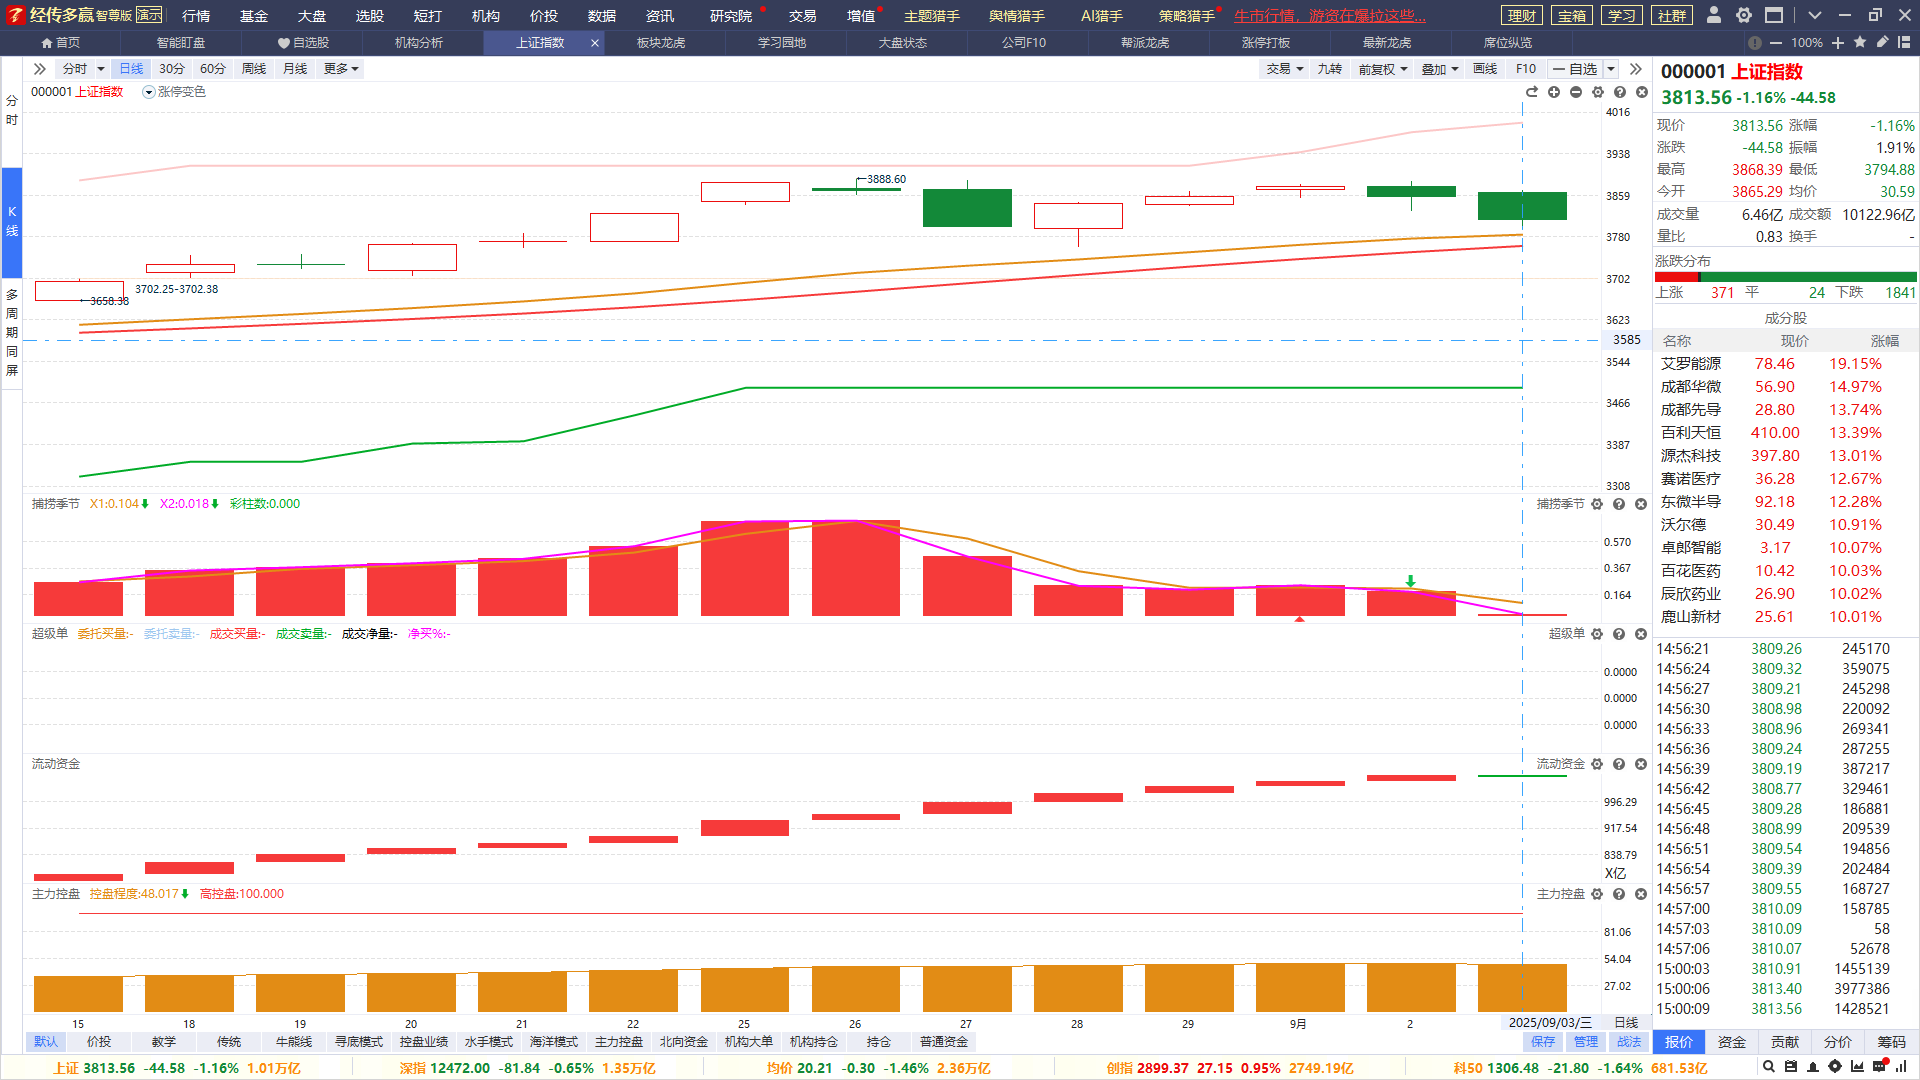 经传多赢 智尊版 演示 行情 基金 大盘 选股 短打 机构 价投 数据 资讯 研究院 交易 增值 主题猎手 舆情猎手 AI猎手 策略猎手 牛市行情，游资在爆拉这些... 理财 宝箱 学习 社群
首页 智能盯盘 自选股 机构分析 上证指数 板块龙虎 学习园地 大盘状态 公司F10 帮派龙虎 涨停打板 最新龙虎 席位纵览 100%
分时 日线 30分 60分 周线 月线 更多 交易 九转 前复权 叠加 画线 F10 一 自选
000001 上证指数 涨停变色
分时
K线
多周期同屏
4016
3938
3859
3780
3702
3623
3585
3544
3466
3387
3308
3888.60
3702.25-3702.38
3658.38
捕捞季节 X1:0.104 X2:0.018 彩柱数:0.000 捕捞季节
0.570
0.367
0.164
超级单 委托买量:- 委托卖量:- 成交买量:- 成交卖量:- 成交净量:- 净买%:- 超级单
0.0000
0.0000
0.0000
流动资金 流动资金
996.29
917.54
838.79
X亿
主力控盘 控盘程度:48.017 高控盘:100.000 主力控盘
81.06
54.04
27.02
15 18 19 20 21 22 25 26 27 28 29 9月 2 2025/09/03/三 日线
默认 价投 教学 传统 牛能线 寻底模式 控盘业绩 水手模式 海洋模式 主力控盘 北向资金 机构大单 机构持仓 持仓 普通资金 保存 管理 战法
000001 上证指数
3813.56 -1.16% -44.58
现价 3813.56 涨幅 -1.16%
涨跌 -44.58 振幅 1.91%
最高 3868.39 最低 3794.88
今开 3865.29 均价 30.59
成交量 6.46亿 成交额 10122.96亿
量比 0.83 换手 -
涨跌分布
上涨 371 平 24 下跌 1841
成分股
名称 现价 涨幅
艾罗能源 78.46 19.15%
成都华微 56.90 14.97%
成都先导 28.80 13.74%
百利天恒 410.00 13.39%
源杰科技 397.80 13.01%
赛诺医疗 36.28 12.67%
东微半导 92.18 12.28%
沃尔德 30.49 10.91%
卓郎智能 3.17 10.07%
百花医药 10.42 10.03%
辰欣药业 26.90 10.02%
鹿山新材 25.61 10.01%
14:56:21 3809.26 245170
14:56:24 3809.32 359075
14:56:27 3809.21 245298
14:56:30 3808.98 220092
14:56:33 3808.96 269341
14:56:36 3809.24 287255
14:56:39 3809.19 387217
14:56:42 3808.77 329461
14:56:45 3809.28 186881
14:56:48 3808.99 209539
14:56:51 3809.54 194856
14:56:54 3809.39 202484
14:56:57 3809.55 168727
14:57:00 3810.09 158785
14:57:03 3810.09 58
14:57:06 3810.07 52678
15:00:03 3810.91 1455139
15:00:06 3813.40 3977386
15:00:09 3813.56 1428521
报价 资金 贡献 分价 筹码
上证 3813.56 -44.58 -1.16% 1.01万亿 深指 12472.00 -81.84 -0.65% 1.35万亿 均价 20.21 -0.30 -1.46% 2.36万亿 创指 2899.37 27.15 0.95% 2749.19亿 科50 1306.48 -21.80 -1.64% 681.53亿